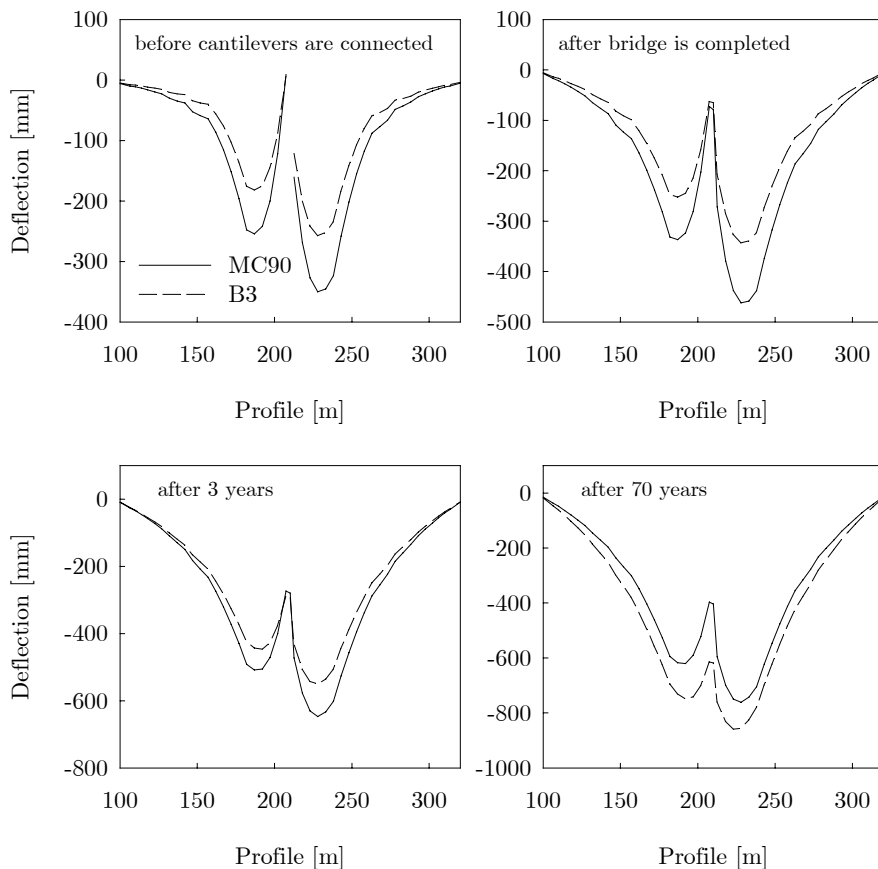 before cantilevers are connected
100
0
-100
-200
-300
-400
Deflection [mm]
MC90
B3
100 150 200 250 300
Profile [m]
after bridge is completed
100
0
-100
-200
-300
-400
-500
100 150 200 250 300
Profile [m]
after 3 years
0
-200
-400
-600
-800
Deflection [mm]
100 150 200 250 300
Profile [m]
after 70 years
0
-200
-400
-600
-800
-1000
100 150 200 250 300
Profile [m]